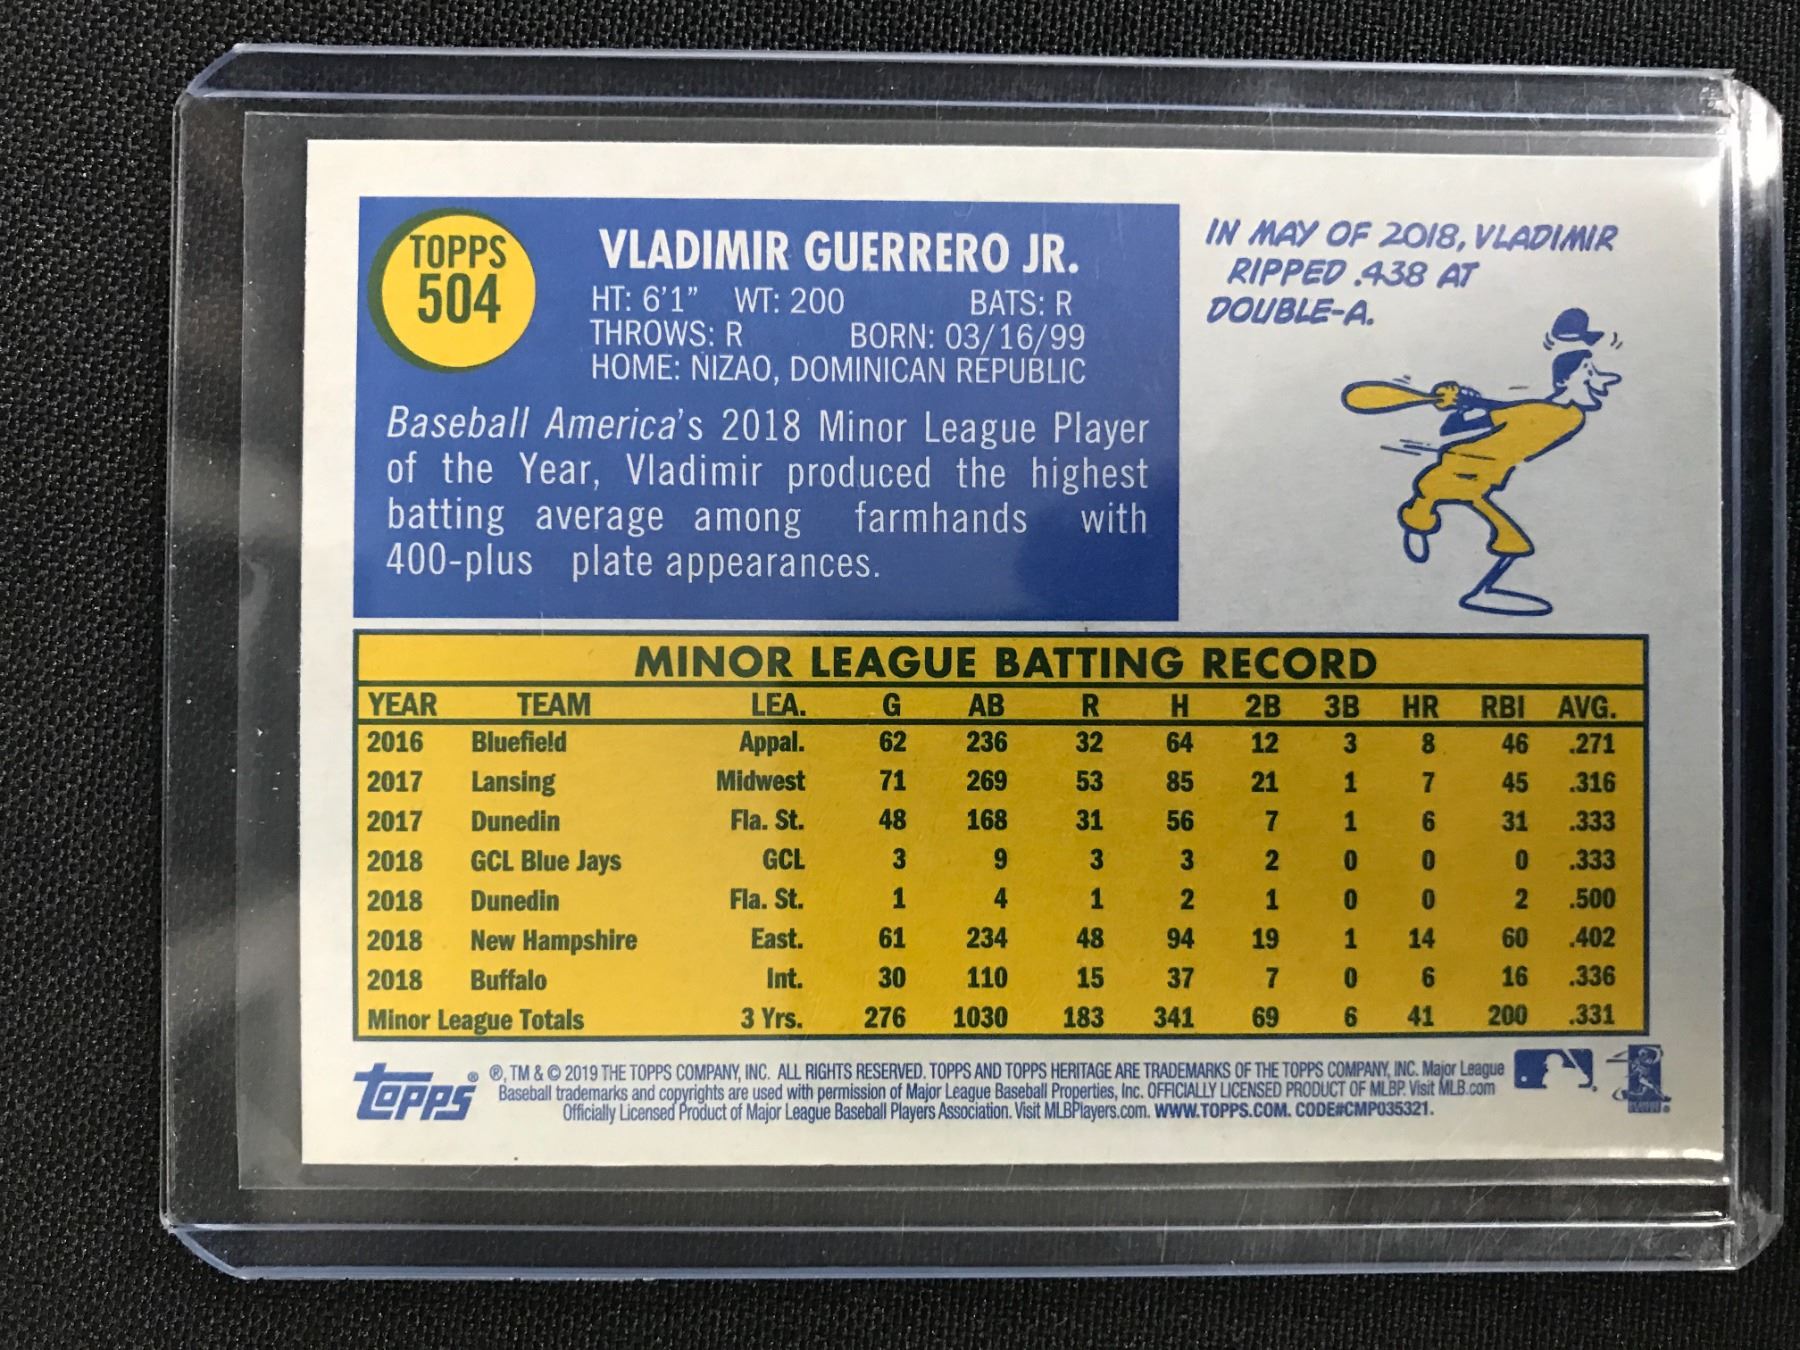 TOPPS
504
VLADIMIR GUERRERO JR.
HT: 6'1" WT: 200 BATS: R
THROWS: R BORN: 03/16/99
HOME: NIZAO, DOMINICAN REPUBLIC
Baseball America's 2018 Minor League Player
of the Year, Vladimir produced the highest
batting average among farmhands with
400-plus plate appearances.
IN MAY OF 2018, VLADIMIR
RIPPED .438 AT
DOUBLE-A.
MINOR LEAGUE BATTING RECORD
YEAR TEAM LEA. G AB R H 2B 3B HR RBI AVG.
2016 Bluefield Appal. 62 236 32 64 12 3 8 46 .271
2017 Lansing Midwest 71 269 53 85 21 1 7 45 .316
2017 Dunedin Fla. St. 48 168 31 56 7 1 6 31 .333
2018 GCL Blue Jays GCL 3 9 3 3 2 0 0 0 .333
2018 Dunedin Fla. St. 1 4 1 2 1 0 0 2 .500
2018 New Hampshire East. 61 234 48 94 19 1 14 60 .402
2018 Buffalo Int. 30 110 15 37 7 0 6 16 .336
Minor League Totals 3 Yrs. 276 1030 183 341 69 6 41 200 .331
TOPPS® ®, TM & © 2019 THE TOPPS COMPANY, INC. ALL RIGHTS RESERVED. TOPPS AND TOPPS HERITAGE ARE TRADEMARKS OF THE TOPPS COMPANY, INC. Major League
Baseball trademarks and copyrights are used with permission of Major League Baseball Properties, Inc. OFFICIALLY LICENSED PRODUCT OF MLBP. Visit MLB.com
Officially Licensed Product of Major League Baseball Players Association. Visit MLBPlayers.com. WWW.TOPPS.COM. CODE#CMP035321.